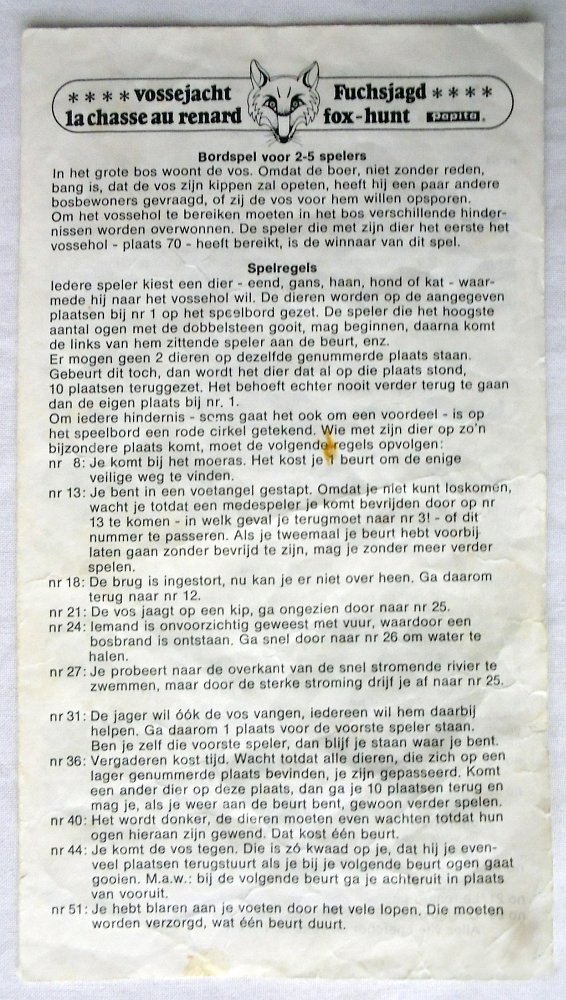 **** vossejacht Fuchsjagd ****
la chasse au renard fox-hunt papita®
Bordspel voor 2-5 spelers
In het grote bos woont de vos. Omdat de boer, niet zonder reden,
bang is, dat de vos zijn kippen zal opeten, heeft hij een paar andere
bosbewoners gevraagd, of zij de vos voor hem willen opsporen.
Om het vossehol te bereiken moeten in het bos verschillende hinder-
nissen worden overwonnen. De speler die met zijn dier het eerste het
vossehol - plaats 70 - heeft bereikt, is de winnaar van dit spel.
Spelregels
Iedere speler kiest een dier - eend, gans, haan, hond of kat - waar-
mede hij naar het vossehol wil. De dieren worden op de aangegeven
plaatsen bij nr 1 op het speelbord gezet. De speler die het hoogste
aantal ogen met de dobbelsteen gooit, mag beginnen, daarna komt
de links van hem zittende speler aan de beurt, enz.
Er mogen geen 2 dieren op dezelfde genummerde plaats staan.
Gebeurt dit toch, dan wordt het dier dat al op die plaats stond,
10 plaatsen teruggezet. Het behoeft echter nooit verder terug te gaan
dan de eigen plaats bij nr. 1.
Om iedere hindernis - soms gaat het ook om een voordeel - is op
het speelbord een rode cirkel getekend. Wie met zijn dier op zo'n
bijzondere plaats komt, moet de volgende regels opvolgen:
nr 8: Je komt bij het moeras. Het kost je 1 beurt om de enige
veilige weg te vinden.
nr 13: Je bent in een voetangel gestapt. Omdat je niet kunt loskomen,
wacht je totdat een medespeler je komt bevrijden door op nr
13 te komen - in welk geval je terugmoet naar nr 3! - of dit
nummer te passeren. Als je tweemaal je beurt hebt voorbij
laten gaan zonder bevrijd te zijn, mag je zonder meer verder
spelen.
nr 18: De brug is ingestort, nu kan je er niet over heen. Ga daarom
terug naar nr 12.
nr 21: De vos jaagt op een kip, ga ongezien door naar nr 25.
nr 24: Iemand is onvoorzichtig geweest met vuur, waardoor een
bosbrand is ontstaan. Ga snel door naar nr 26 om water te
halen.
nr 27: Je probeert naar de overkant van de snel stromende rivier te
zwemmen, maar door de sterke stroming drijf je af naar nr 25.
nr 31: De jager wil óók de vos vangen, iedereen wil hem daarbij
helpen. Ga daarom 1 plaats voor de voorste speler staan.
Ben je zelf die voorste speler, dan blijf je staan waar je bent.
nr 36: Vergaderen kost tijd. Wacht totdat alle dieren, die zich op een
lager genummerde plaats bevinden, je zijn gepasseerd. Komt
een ander dier op deze plaats, dan ga je 10 plaatsen terug en
mag je, als je weer aan de beurt bent, gewoon verder spelen.
nr 40: Het wordt donker, de dieren moeten even wachten totdat hun
ogen hieraan zijn gewend. Dat kost één beurt.
nr 44: Je komt de vos tegen. Die is zó kwaad op je, dat hij je even-
veel plaatsen terugstuurt als je bij je volgende beurt ogen gaat
gooien. M.a.w.: bij de volgende beurt ga je achteruit in plaats
van vooruit.
nr 51: Je hebt blaren aan je voeten door het vele lopen. Die moeten
worden verzorgd, wat één beurt duurt.